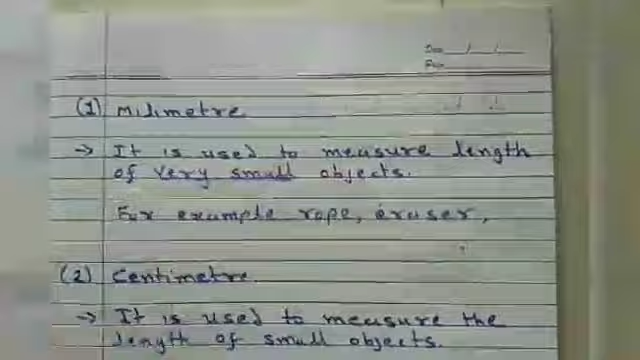 (1) Milimetre
→ It is used to measure length
of very small objects.
For example rope, eraser,
(2) Centimetre
→ It is used to measure the
length of small objects.